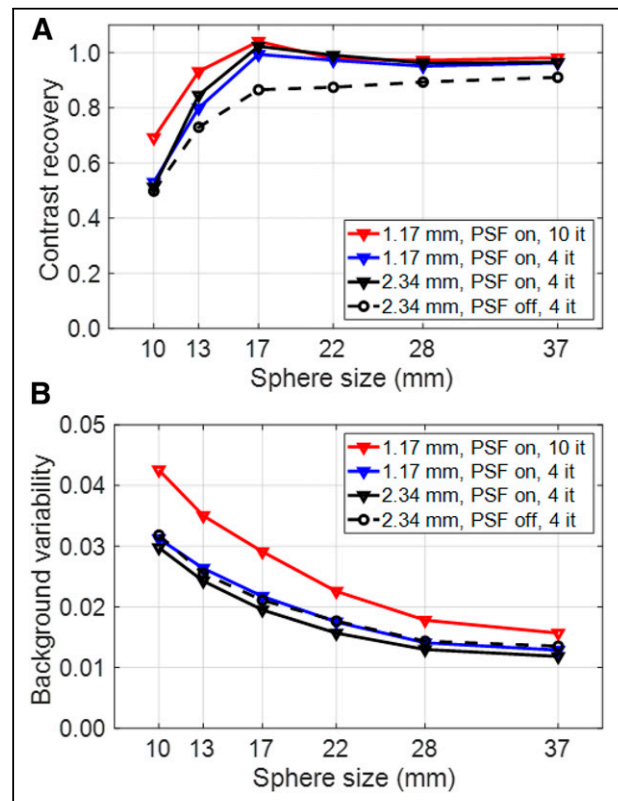 A
Contrast recovery
1.0
0.8
0.6
0.4
0.2
0.0
1.17 mm, PSF on, 10 it
1.17 mm, PSF on, 4 it
2.34 mm, PSF on, 4 it
2.34 mm, PSF off, 4 it
10 13 17 22 28 37
Sphere size (mm)
B
Background variability
0.05
0.04
0.03
0.02
0.01
0.00
1.17 mm, PSF on, 10 it
1.17 mm, PSF on, 4 it
2.34 mm, PSF on, 4 it
2.34 mm, PSF off, 4 it
10 13 17 22 28 37
Sphere size (mm)